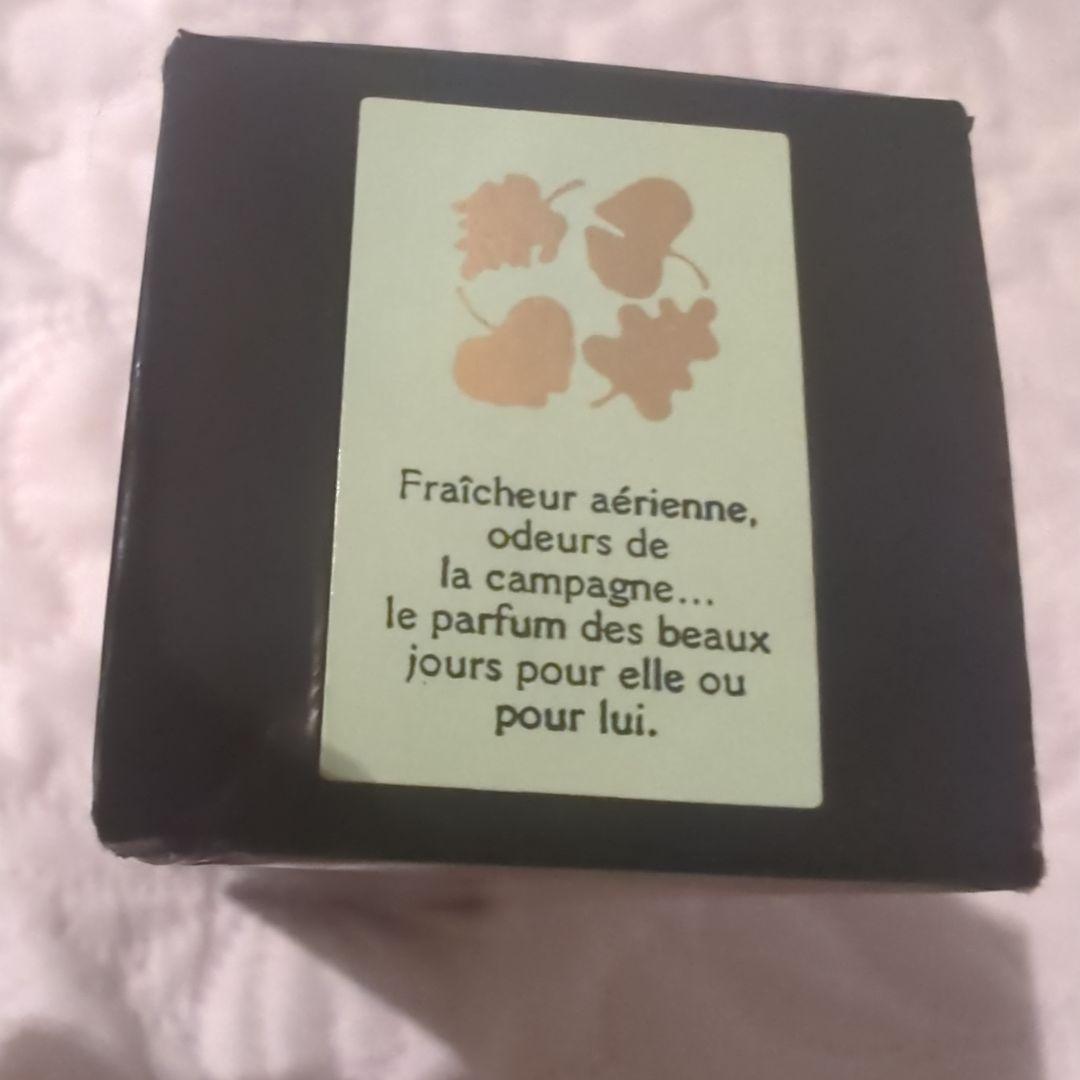 Fraîcheur aérienne,
odeurs de
la campagne...
le parfum des beaux
jours pour elle ou
pour lui.